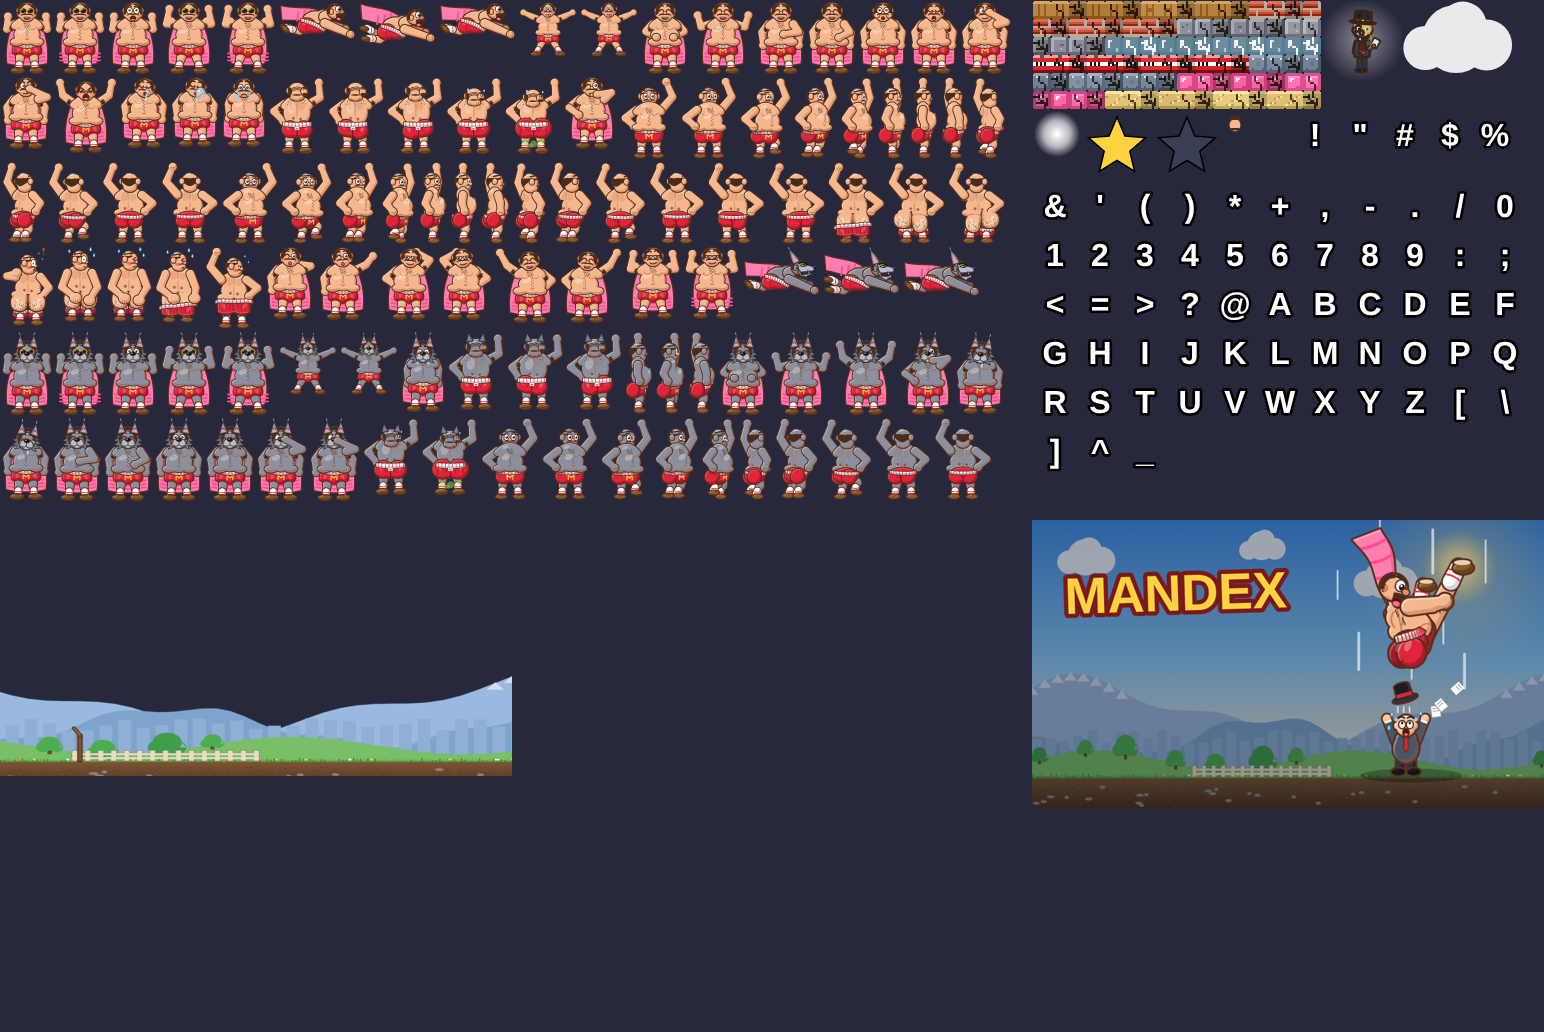 ! " # $ %
& ' ( ) * + , - . / 0
1 2 3 4 5 6 7 8 9 : ;
< = > ? @ A B C D E F
G H I J K L M N O P Q
R S T U V W X Y Z [ \
] ^ _
MANDEX